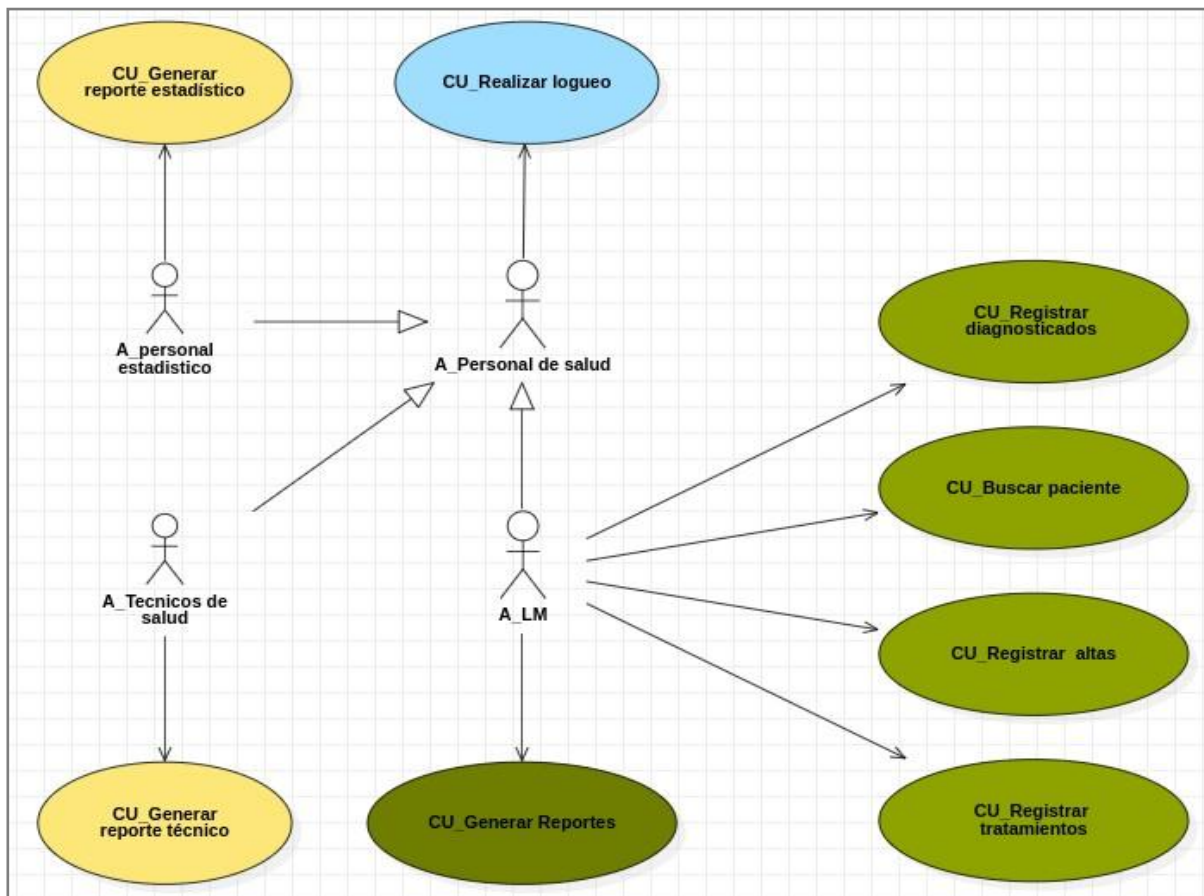 CU_Generar
reporte estadístico
CU_Realizar logueo
A_personal
estadistico
A_Personal de salud
CU_Registrar
diagnosticados
CU_Buscar paciente
A_Tecnicos de
salud
A_LM
CU_Registrar  altas
CU_Generar
reporte técnico
CU_Generar Reportes
CU_Registrar
tratamientos